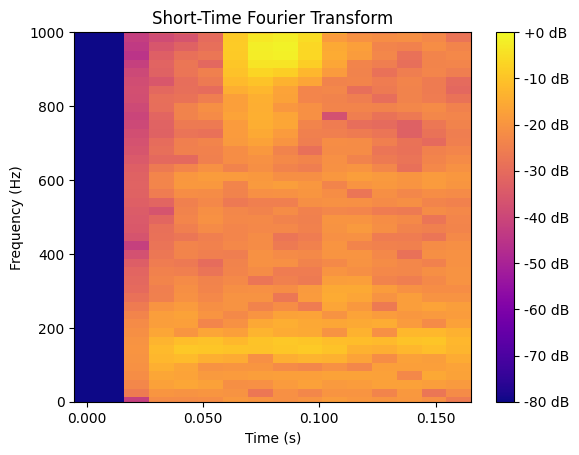 Short-Time Fourier Transform
1000
800
600
400
200
0
Frequency (Hz)
0.000
0.050
0.100
0.150
Time (s)
+0 dB
-10 dB
-20 dB
-30 dB
-40 dB
-50 dB
-60 dB
-70 dB
-80 dB